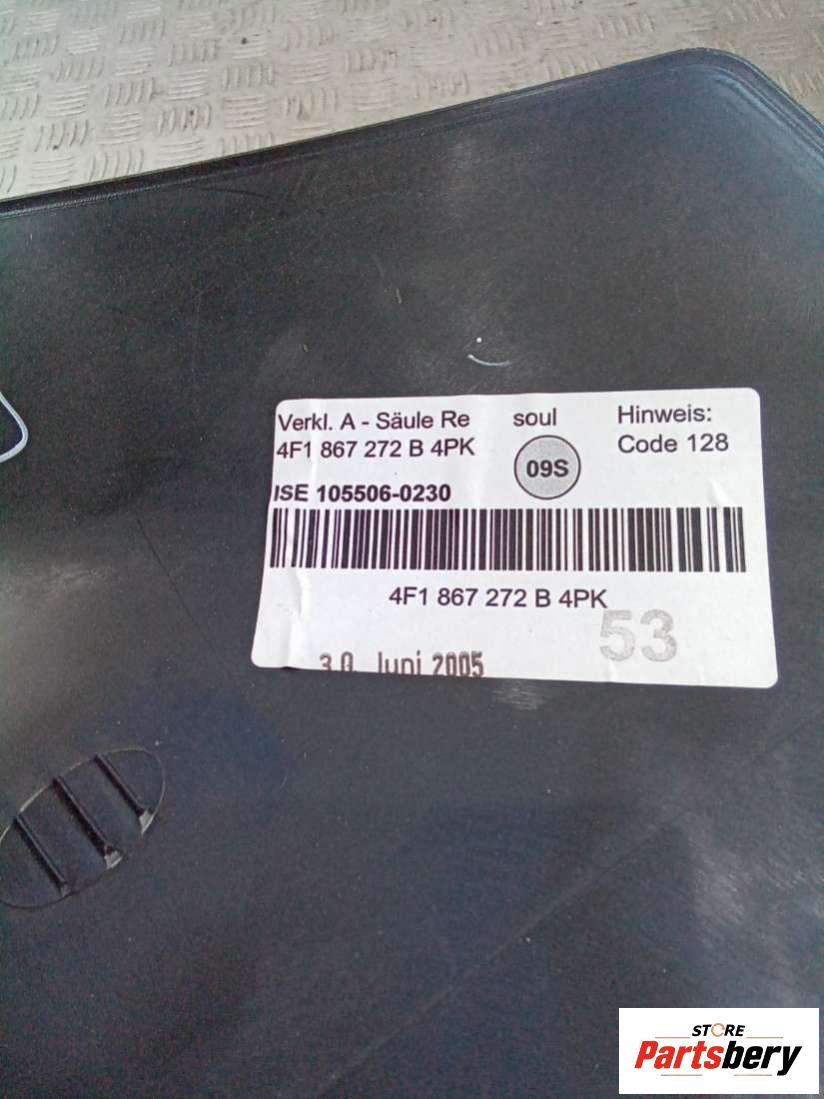 Verkl. A - Säule Re soul Hinweis:
4F1 867 272 B 4PK 09S Code 128
ISE 105506-0230
4F1 867 272 B 4PK
53
30. Juni 2005
STORE
Partsbery